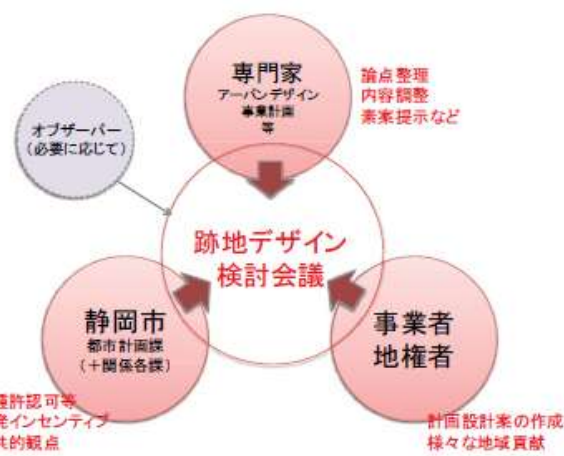 専門家
アーバンデザイン
事業計画
等
論点整理
内容調整
素案提示など
オブザーバー
(必要に応じて)
跡地デザイン
検討会議
静岡市
都市計画課
(+関係各課)
事業者
地権者
許認可等
インセンティブ
的観点
計画設計案の作成
様々な地域貢献